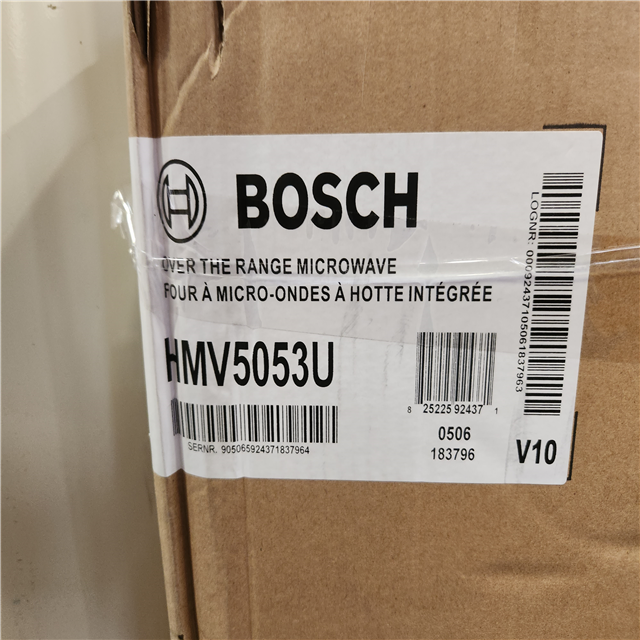 BOSCH
OVER THE RANGE MICROWAVE
FOUR À MICRO-ONDES À HOTTE INTÉGRÉE
HMV5053U
SERNR. 905065924371837964
8 25225 92437 1
0506
183796
V10
LOGNR: 00092437105061837963